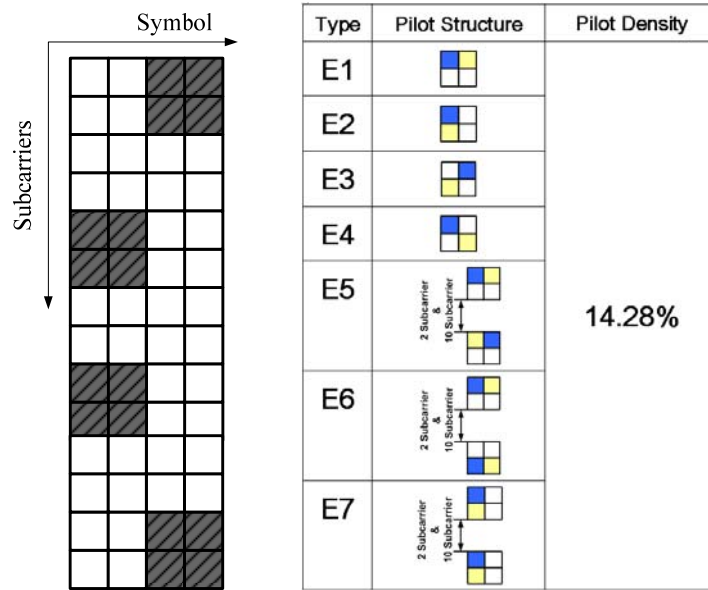 Symbol
Subcarriers
Type Pilot Structure Pilot Density
E1
E2
E3
E4
E5
2 Subcarrier
&
10 Subcarrier
14.28%
E6
2 Subcarrier
&
10 Subcarrier
E7
2 Subcarrier
&
10 Subcarrier